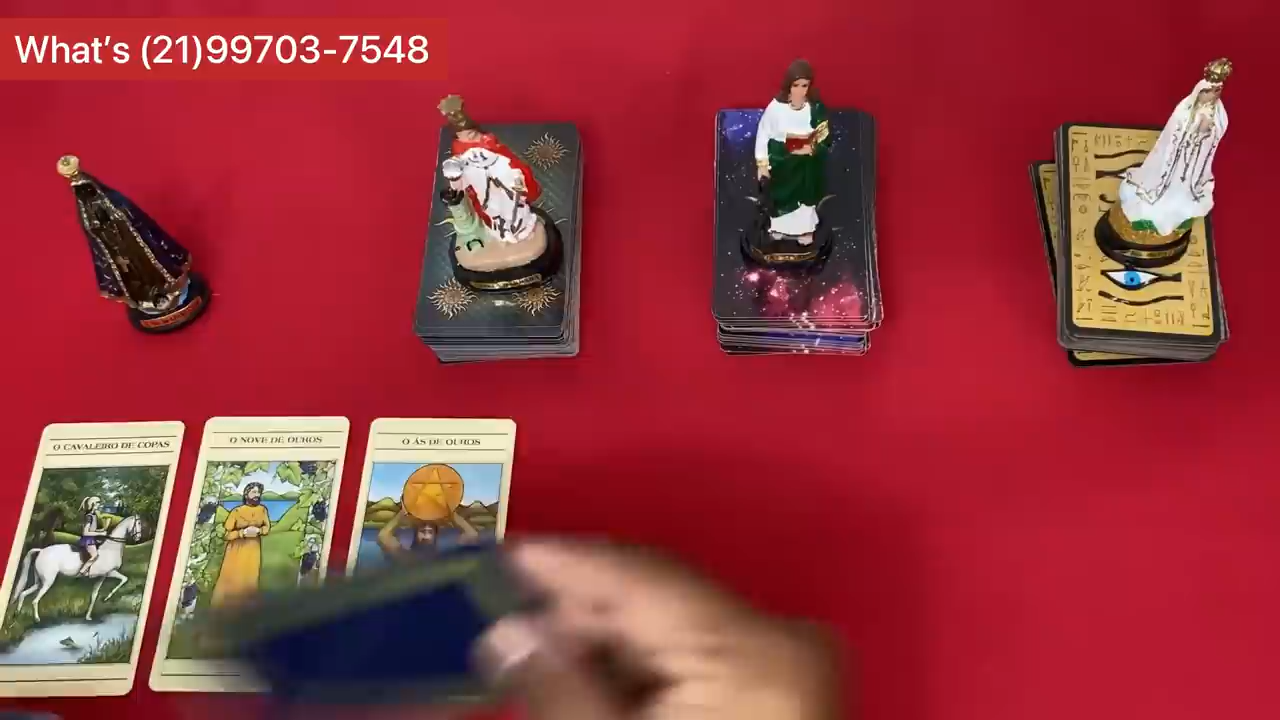 What's (21)99703-7548
O CAVALEIRO DE COPAS
O NOVE DE OUROS
O ÁS DE OUROS